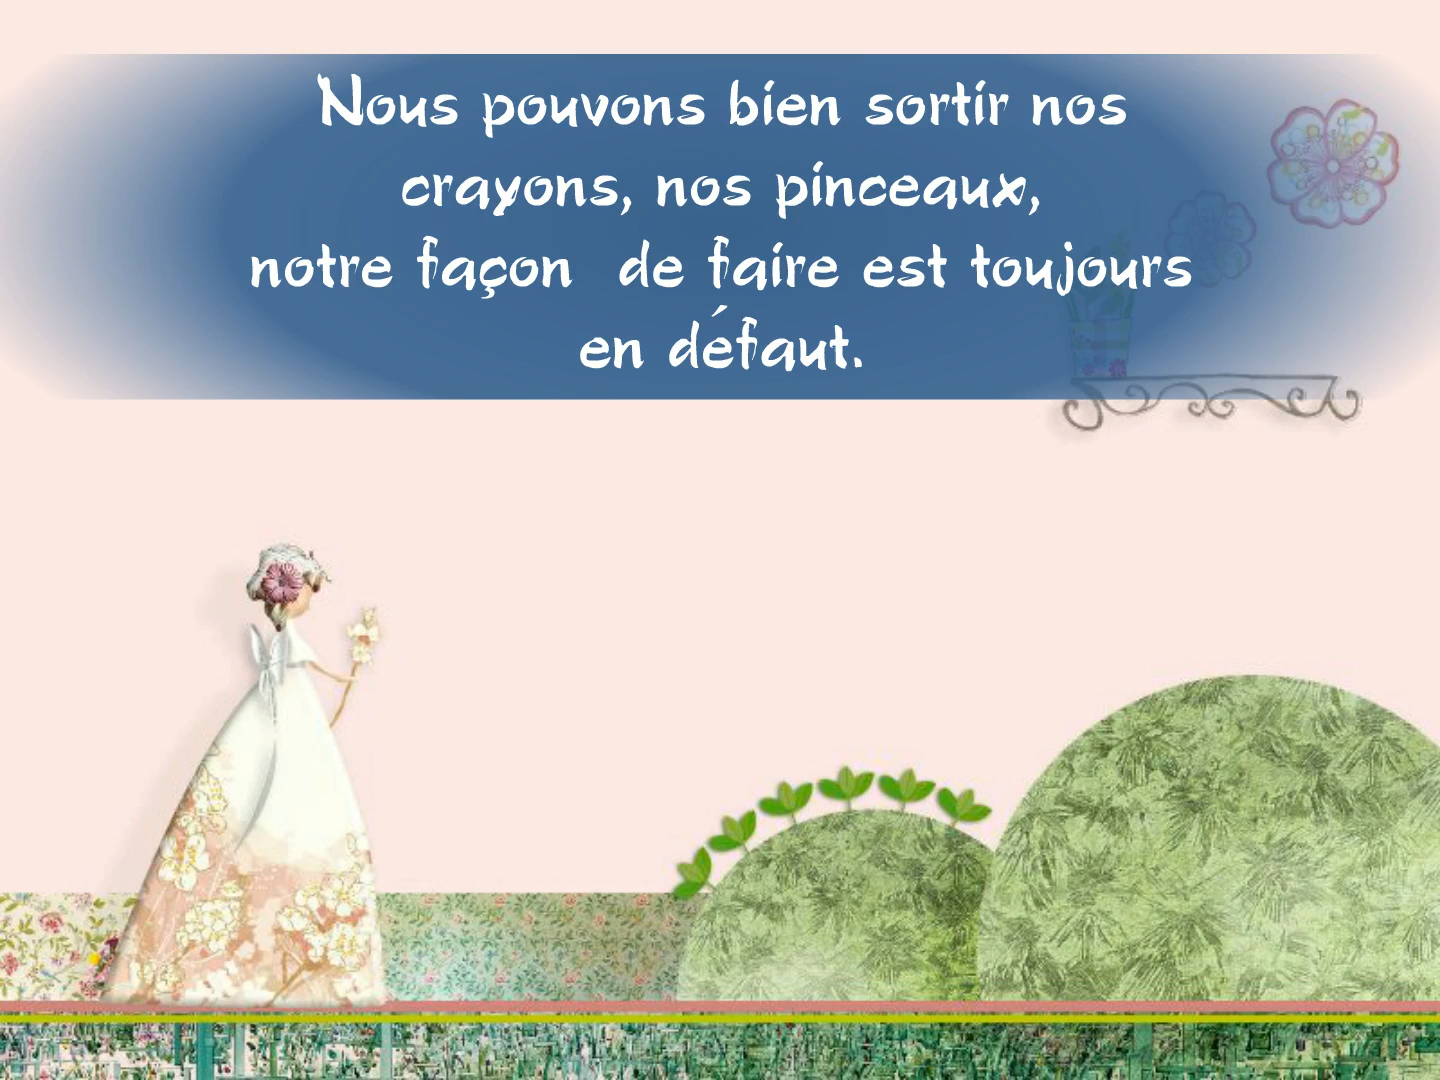 Nous pouvons bien sortir nos
crayons, nos pinceaux,
notre façon  de faire est toujours
en défaut.